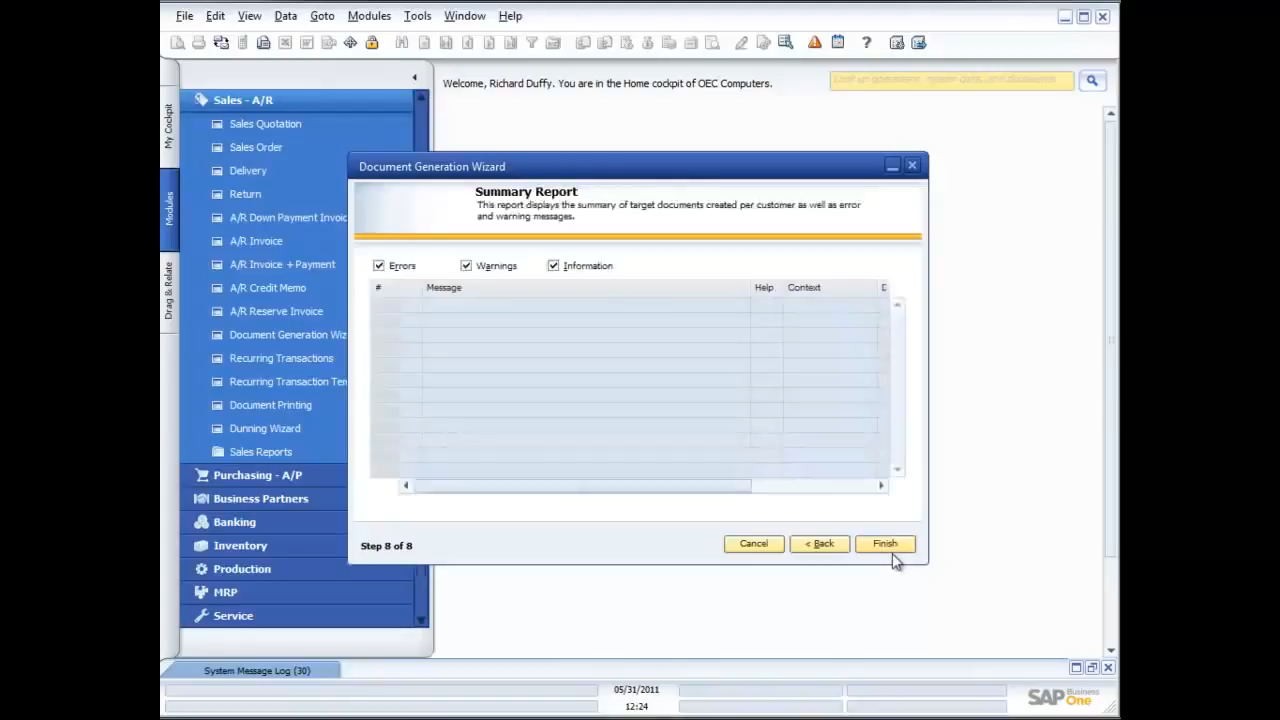 File Edit View Data Goto Modules Tools Window Help
Welcome, Richard Duffy. You are in the Home cockpit of OEC Computers.
My Cockpit
Modules
Drag & Relate
Sales - A/R
Sales Quotation
Sales Order
Delivery
Return
A/R Down Payment Invoic
A/R Invoice
A/R Invoice + Payment
A/R Credit Memo
A/R Reserve Invoice
Document Generation Wiz
Recurring Transactions
Recurring Transaction Tem
Document Printing
Dunning Wizard
Sales Reports
Purchasing - A/P
Business Partners
Banking
Inventory
Production
MRP
Service
Document Generation Wizard
Summary Report
This report displays the summary of target documents created per customer as well as error
and warning messages.
Errors Warnings Information
# Message Help Context D
Step 8 of 8
Cancel < Back Finish
System Message Log (30)
05/31/2011
12:24
SAP Business One